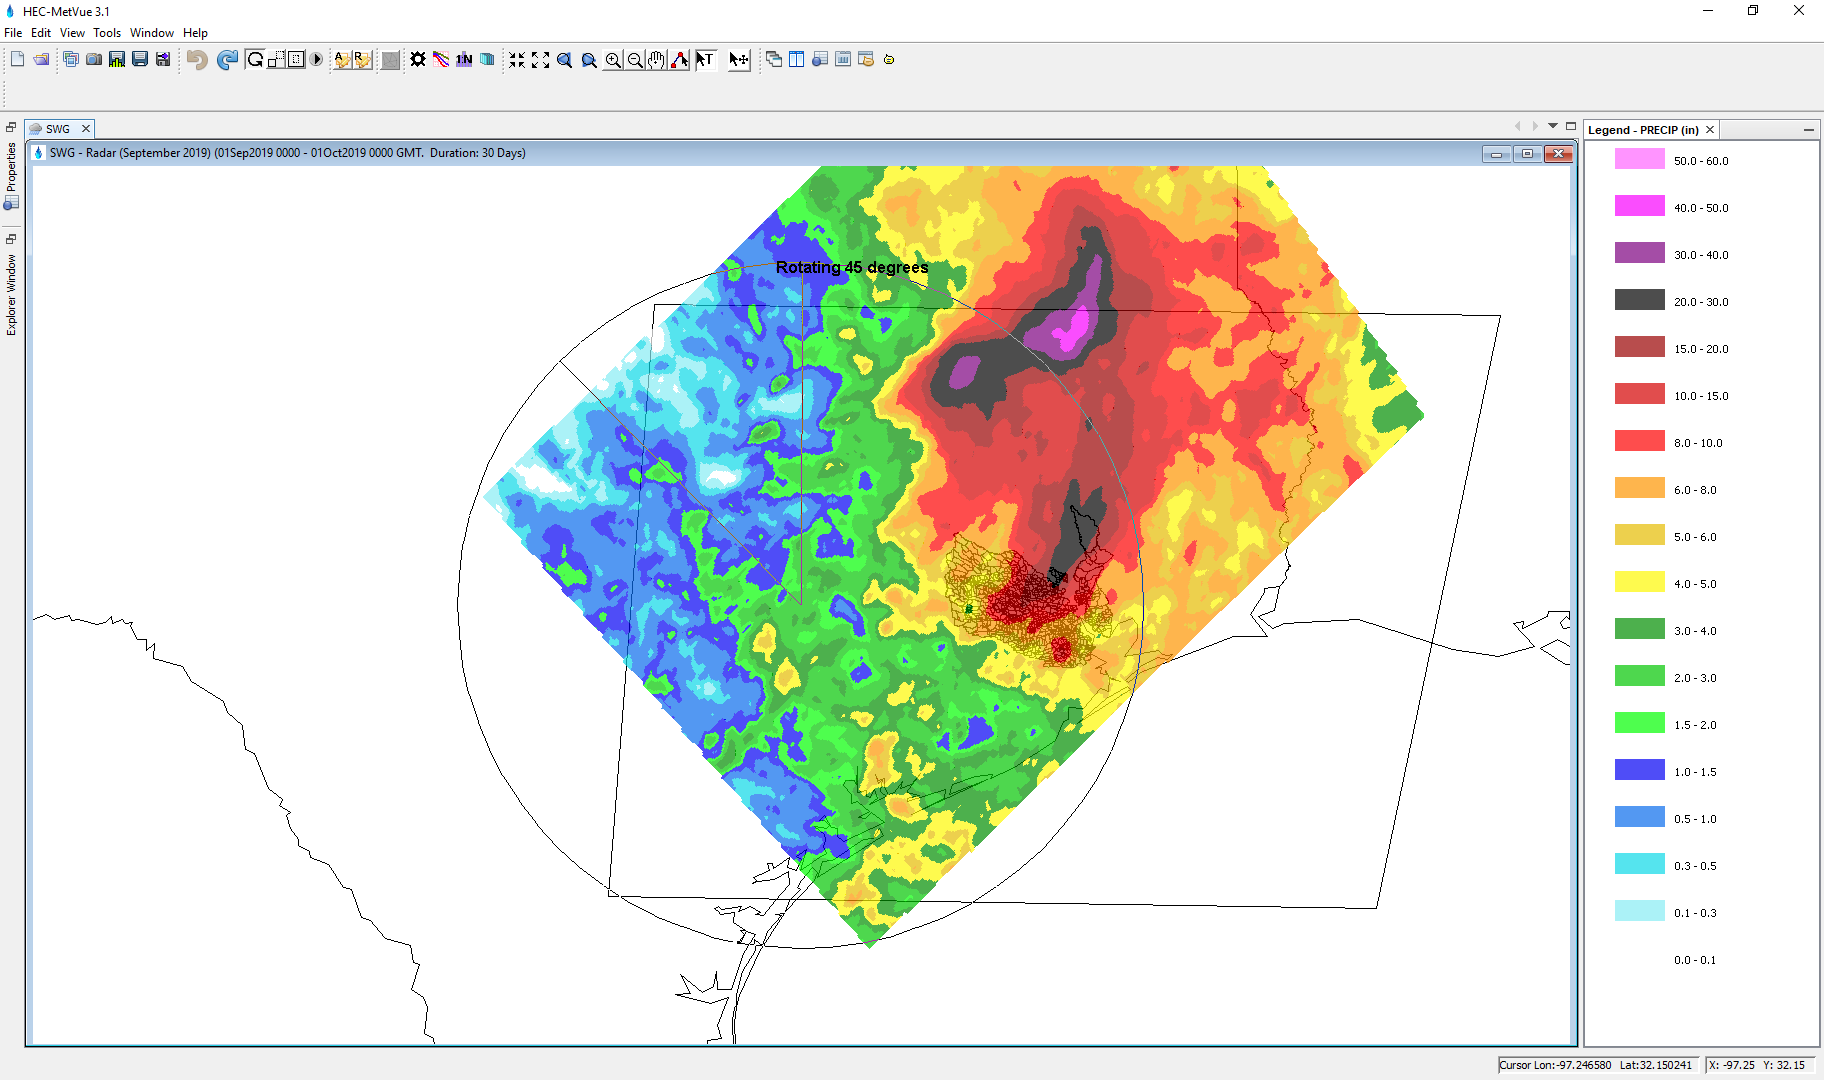 HEC-MetVue 3.1
File Edit View Tools Window Help
SWG
Properties
Explorer Window
SWG - Radar (September 2019) (01Sep2019 0000 - 01Oct2019 0000 GMT. Duration: 30 Days)
Rotating 45 degrees
Legend - PRECIP (in)
50.0 - 60.0
40.0 - 50.0
30.0 - 40.0
20.0 - 30.0
15.0 - 20.0
10.0 - 15.0
8.0 - 10.0
6.0 - 8.0
5.0 - 6.0
4.0 - 5.0
3.0 - 4.0
2.0 - 3.0
1.5 - 2.0
1.0 - 1.5
0.5 - 1.0
0.3 - 0.5
0.1 - 0.3
0.0 - 0.1
Cursor Lon:-97.246580 Lat:32.150241
X: -97.25 Y: 32.15